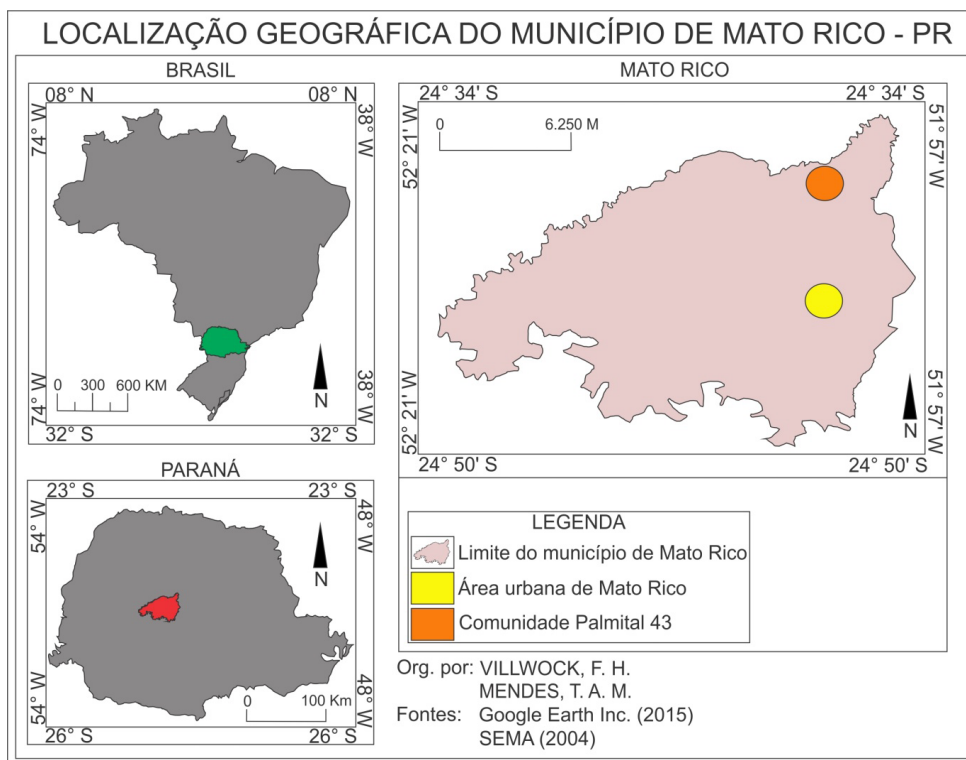 LOCALIZAÇÃO GEOGRÁFICA DO MUNICÍPIO DE MATO RICO - PR
BRASIL
08° N 08° N
74° W 38° W
0 300 600 KM
N
74° W 38° W
32° S 32° S
MATO RICO
24° 34' S 24° 34' S
52° 21' W 51° 57' W
0 6.250 M
N
52° 21' W 51° 57' W
24° 50' S 24° 50' S
PARANÁ
23° S 23° S
54° W 48° W
N
54° W 48° W
0 100 Km
26° S 26° S
LEGENDA
Limite do município de Mato Rico
Área urbana de Mato Rico
Comunidade Palmital 43
Org. por: VILLWOCK, F. H.
MENDES, T. A. M.
Fontes: Google Earth Inc. (2015)
SEMA (2004)